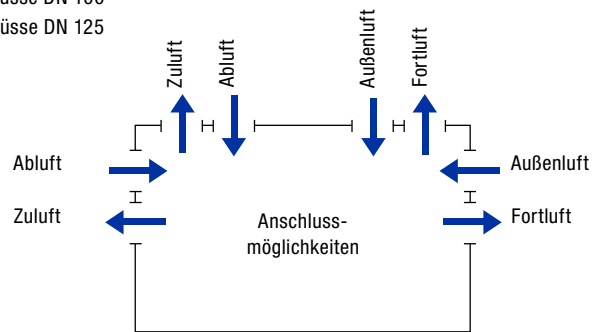 üsse DN 125
Zuluft
Abluft
Außenluft
Fortluft
Abluft
Außenluft
Zuluft
Fortluft
Anschluss-
möglichkeiten